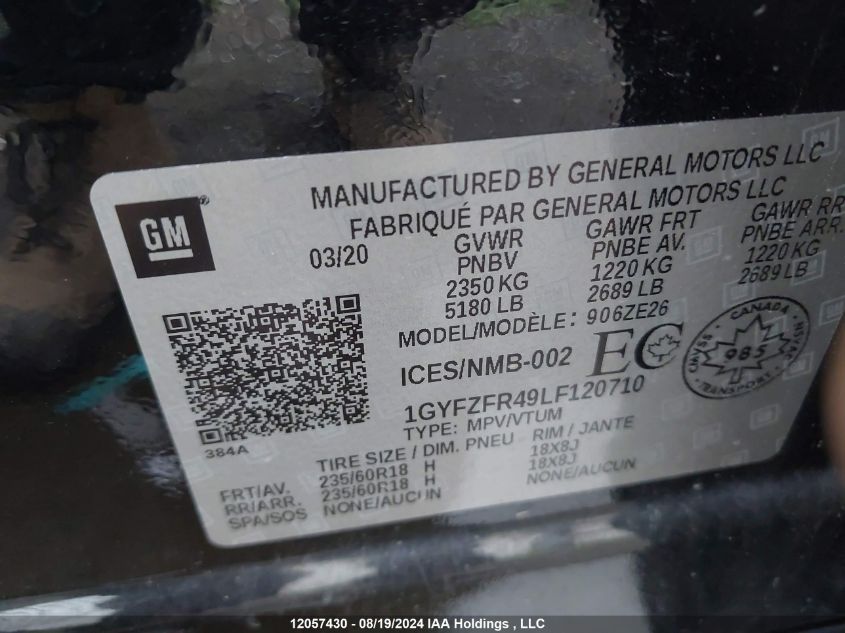 MANUFACTURED BY GENERAL MOTORS LLC
FABRIQUÉ PAR GENERAL MOTORS LLC
GM®
03/20
GVWR
PNBV
2350 KG
5180 LB
GAWR FRT
PNBE AV.
1220 KG
2689 LB
GAWR RR
PNBE ARR.
1220 KG
2689 LB
MODEL/MODÈLE: 906ZE26
ICES/NMB-002
EC
CANADA
985
CMVSS - NSVAC
TRANSPORT
1GYFZFR49LF120710
TYPE: MPV/VTUM
384A
TIRE SIZE / DIM. PNEU RIM / JANTE
FRT/AV. 235/60R18 H 18X8J
RR/ARR. 235/60R18 H 18X8J
SPA/SOS NONE/AUCUN NONE/AUCUN
12057430 - 08/19/2024 IAA Holdings , LLC